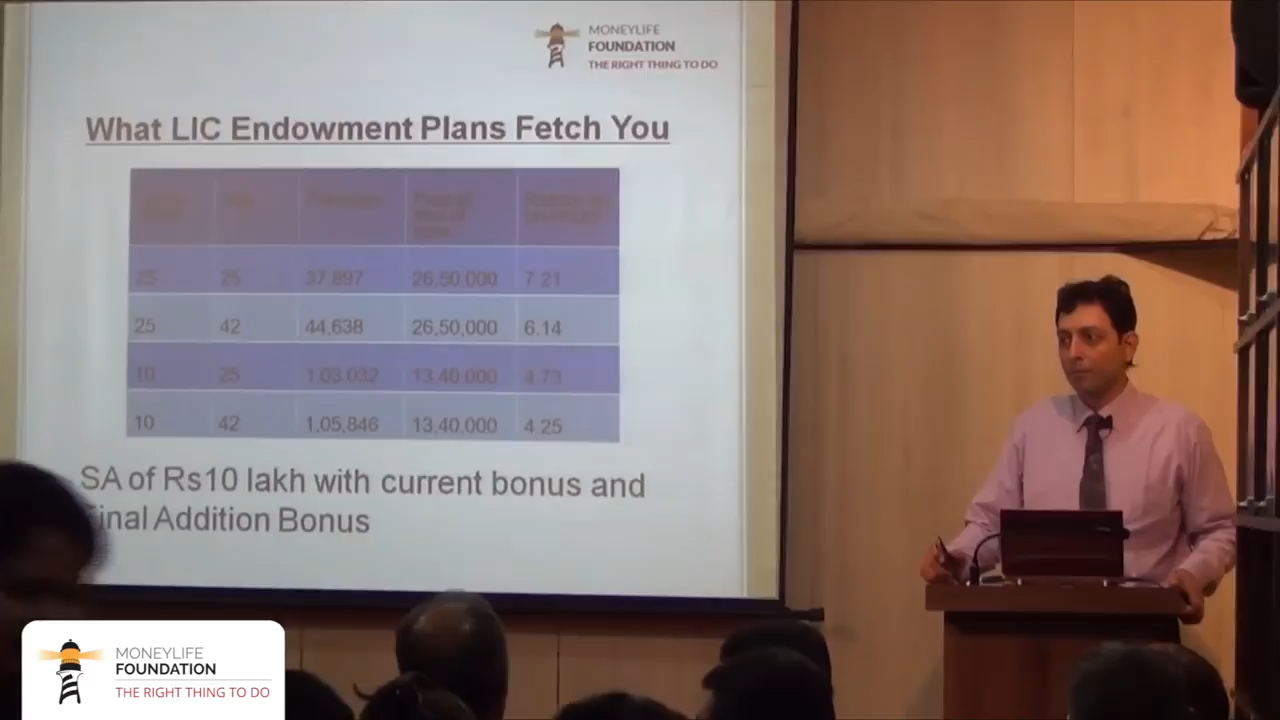 MONEYLIFE
FOUNDATION
THE RIGHT THING TO DO
What LIC Endowment Plans Fetch You
25 25 37,897 26,50,000 7.21
25 42 44,638 26,50,000 6.14
10 25 1,03,032 13,40,000 4.73
10 42 1,05,846 13,40,000 4.25
SA of Rs10 lakh with current bonus and
Final Addition Bonus
MONEYLIFE
FOUNDATION
THE RIGHT THING TO DO